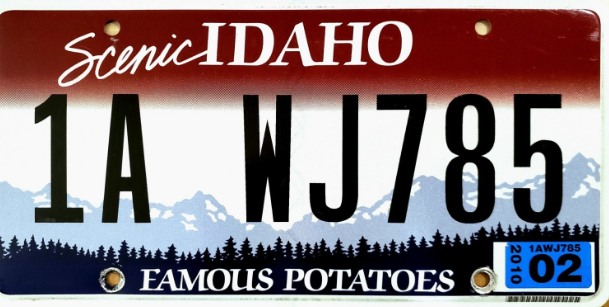 Scenic IDAHO
1A WJ785
1AWJ785
2010
02
FAMOUS POTATOES